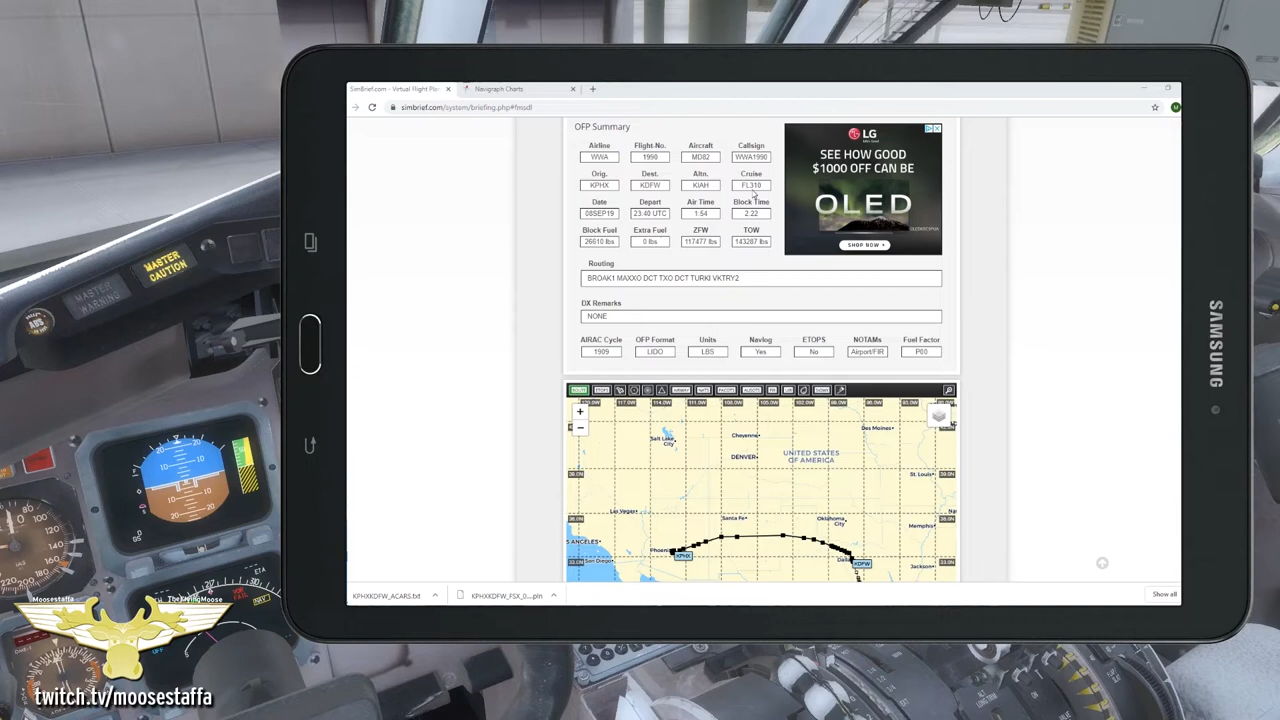 SimBrief.com - Virtual Flight Pla
Navigraph Charts
simbrief.com/system/briefing.php#fmsdl
OFP Summary
Airline Flight-No. Aircraft Callsign
WWA 1990 MD82 WWA1990
Orig. Dest. Altn. Cruise
KPHX KDFW KIAH FL310
Date Depart Air Time Block Time
08SEP19 23:40 UTC 1:54 2:22
Block Fuel Extra Fuel ZFW TOW
26610 lbs 0 lbs 117477 lbs 143287 lbs
LG
SEE HOW GOOD
$1000 OFF CAN BE
OLED
SHOP NOW
Routing
BROAK1 MAXXO DCT TXO DCT TURKI VKTRY2
DX Remarks
NONE
AIRAC Cycle OFP Format Units Navlog ETOPS NOTAMs Fuel Factor
1909 LIDO LBS Yes No Airport/FIR P00
+
−
Salt Lake City
Cheyenne
Des Moines
DENVER
UNITED STATES
OF AMERICA
St. Louis
Las Vegas
Santa Fe
Oklahoma City
Memphis
S ANGELES
Phoenix
KPHX
KDFW
San Diego
Jackson
KPHXKDFW_ACARS.txt
KPHXKDFW_FSX_0....pln
Show all
SAMSUNG
MASTER CAUTION
MASTER WARNING
ABS
Moosestaffa
TheFlyingMoose
twitch.tv/moosestaffa